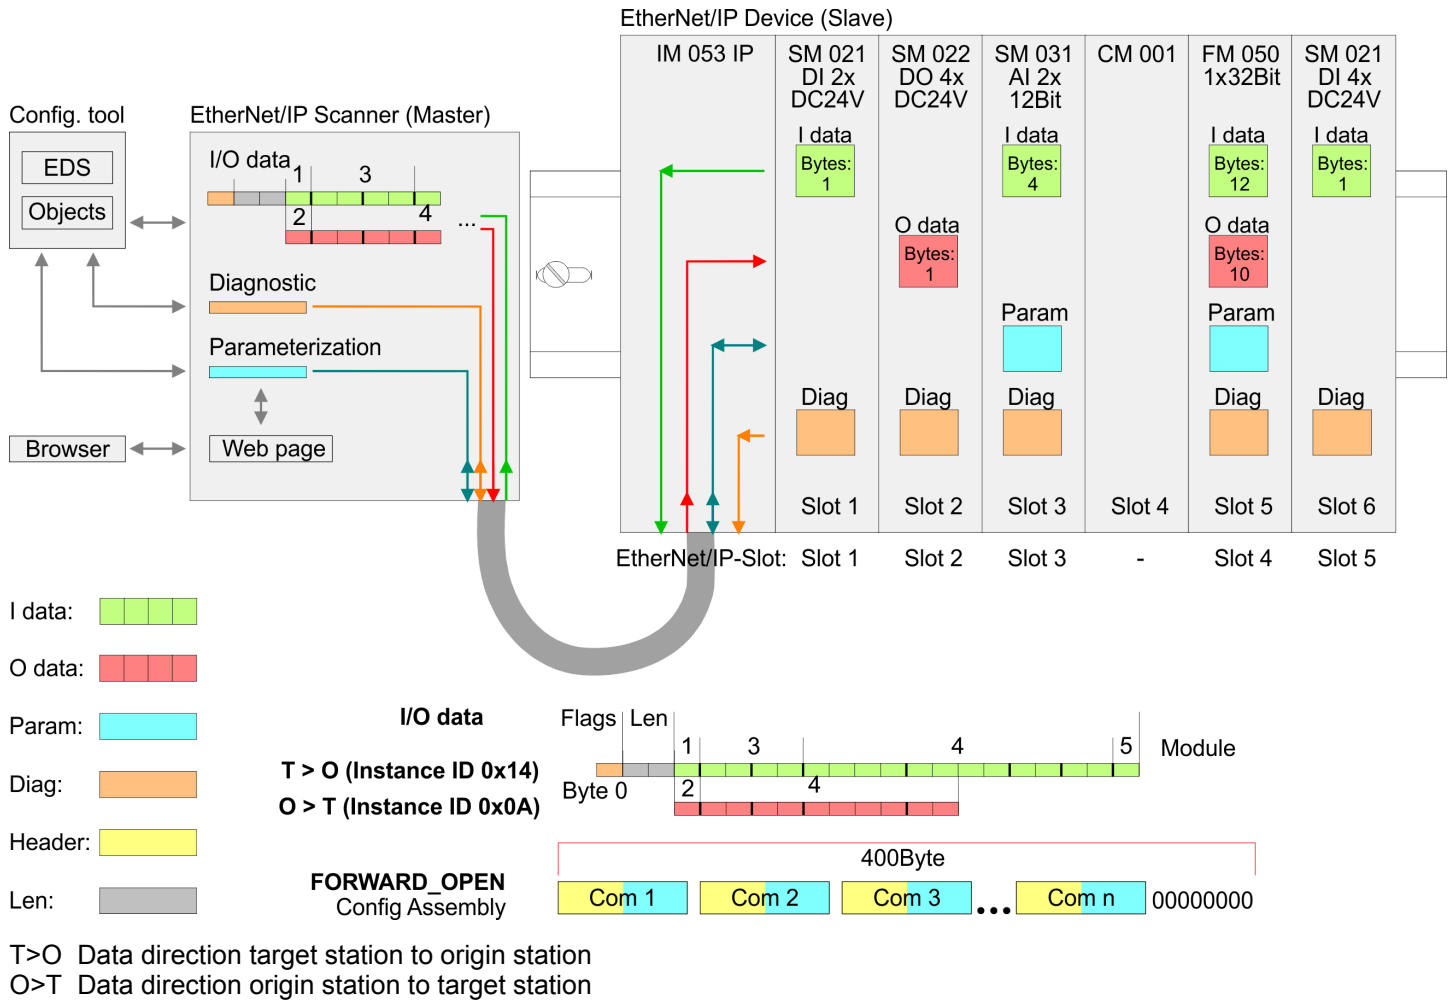 EtherNet/IP Device (Slave)
IM 053 IP
SM 021
DI 2x
DC24V
SM 022
DO 4x
DC24V
SM 031
AI 2x
12Bit
CM 001
FM 050
1x32Bit
SM 021
DI 4x
DC24V
Config. tool
EDS
Objects
Browser
EtherNet/IP Scanner (Master)
I/O data
1
3
2
4
...
Diagnostic
Parameterization
Web page
I data
Bytes:
1
I data
Bytes:
4
I data
Bytes:
12
I data
Bytes:
1
O data
Bytes:
1
O data
Bytes:
10
Param
Param
Diag
Diag
Diag
Diag
Diag
Slot 1
Slot 2
Slot 3
Slot 4
Slot 5
Slot 6
EtherNet/IP-Slot:
Slot 1
Slot 2
Slot 3
-
Slot 4
Slot 5
I data:
O data:
Param:
Diag:
Header:
Len:
I/O data
Flags
Len
1
3
4
5
Module
T > O (Instance ID 0x14)
Byte 0
2
4
O > T (Instance ID 0x0A)
400Byte
FORWARD_OPEN
Config Assembly
Com 1
Com 2
Com 3
...
Com n
00000000
T>O Data direction target station to origin station
O>T Data direction origin station to target station